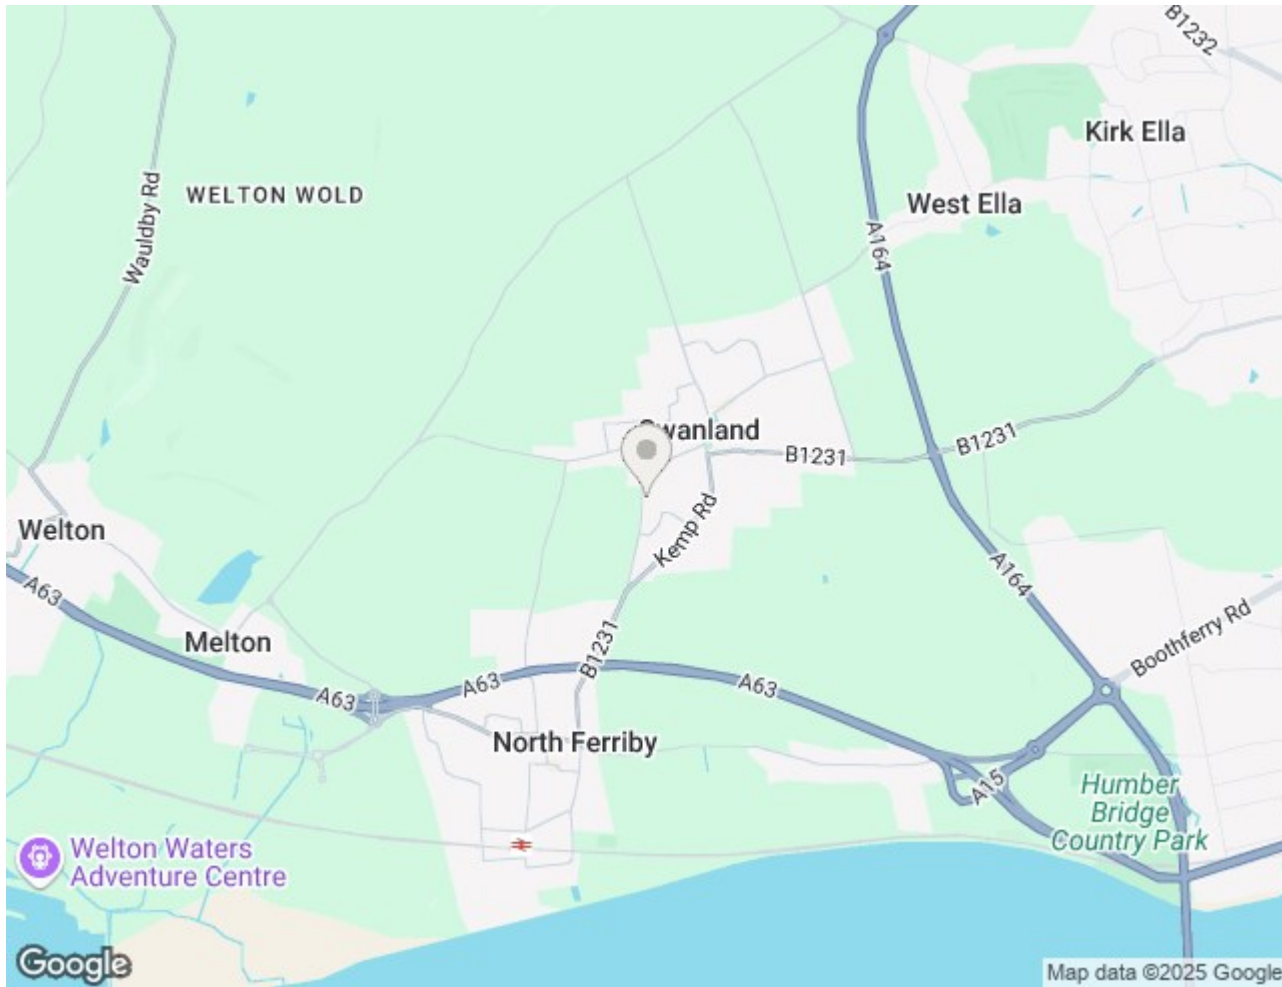 B1232
Kirk Ella
Wauldby Rd
WELTON WOLD
West Ella
A164
Swanland
B1231
B1231
Kemp Rd
Welton
A63
A164
Boothferry Rd
Melton
B1231
A63
A63
A63
North Ferriby
A15
Humber
Bridge
Country Park
Welton Waters
Adventure Centre
Google
Map data ©2025 Google